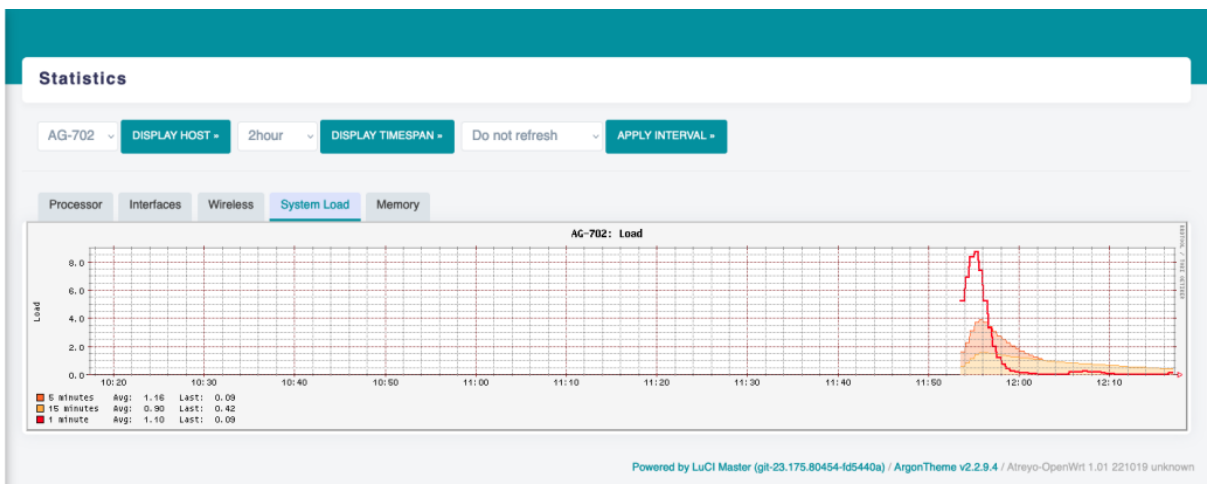 Statistics
AG-702 DISPLAY HOST » 2hour DISPLAY TIMESPAN » Do not refresh APPLY INTERVAL »
Processor Interfaces Wireless System Load Memory
AG-702: Load
RRDTOOL / TOBI OETIKER
Load
8.0
6.0
4.0
2.0
0.0
10:20 10:30 10:40 10:50 11:00 11:10 11:20 11:30 11:40 11:50 12:00 12:10
5 minutes Avg: 1.16 Last: 0.09
15 minutes Avg: 0.90 Last: 0.42
1 minute Avg: 1.10 Last: 0.09
Powered by LuCI Master (git-23.175.80454-fd5440a) / ArgonTheme v2.2.9.4 / Atreyo-OpenWrt 1.01 221019 unknown